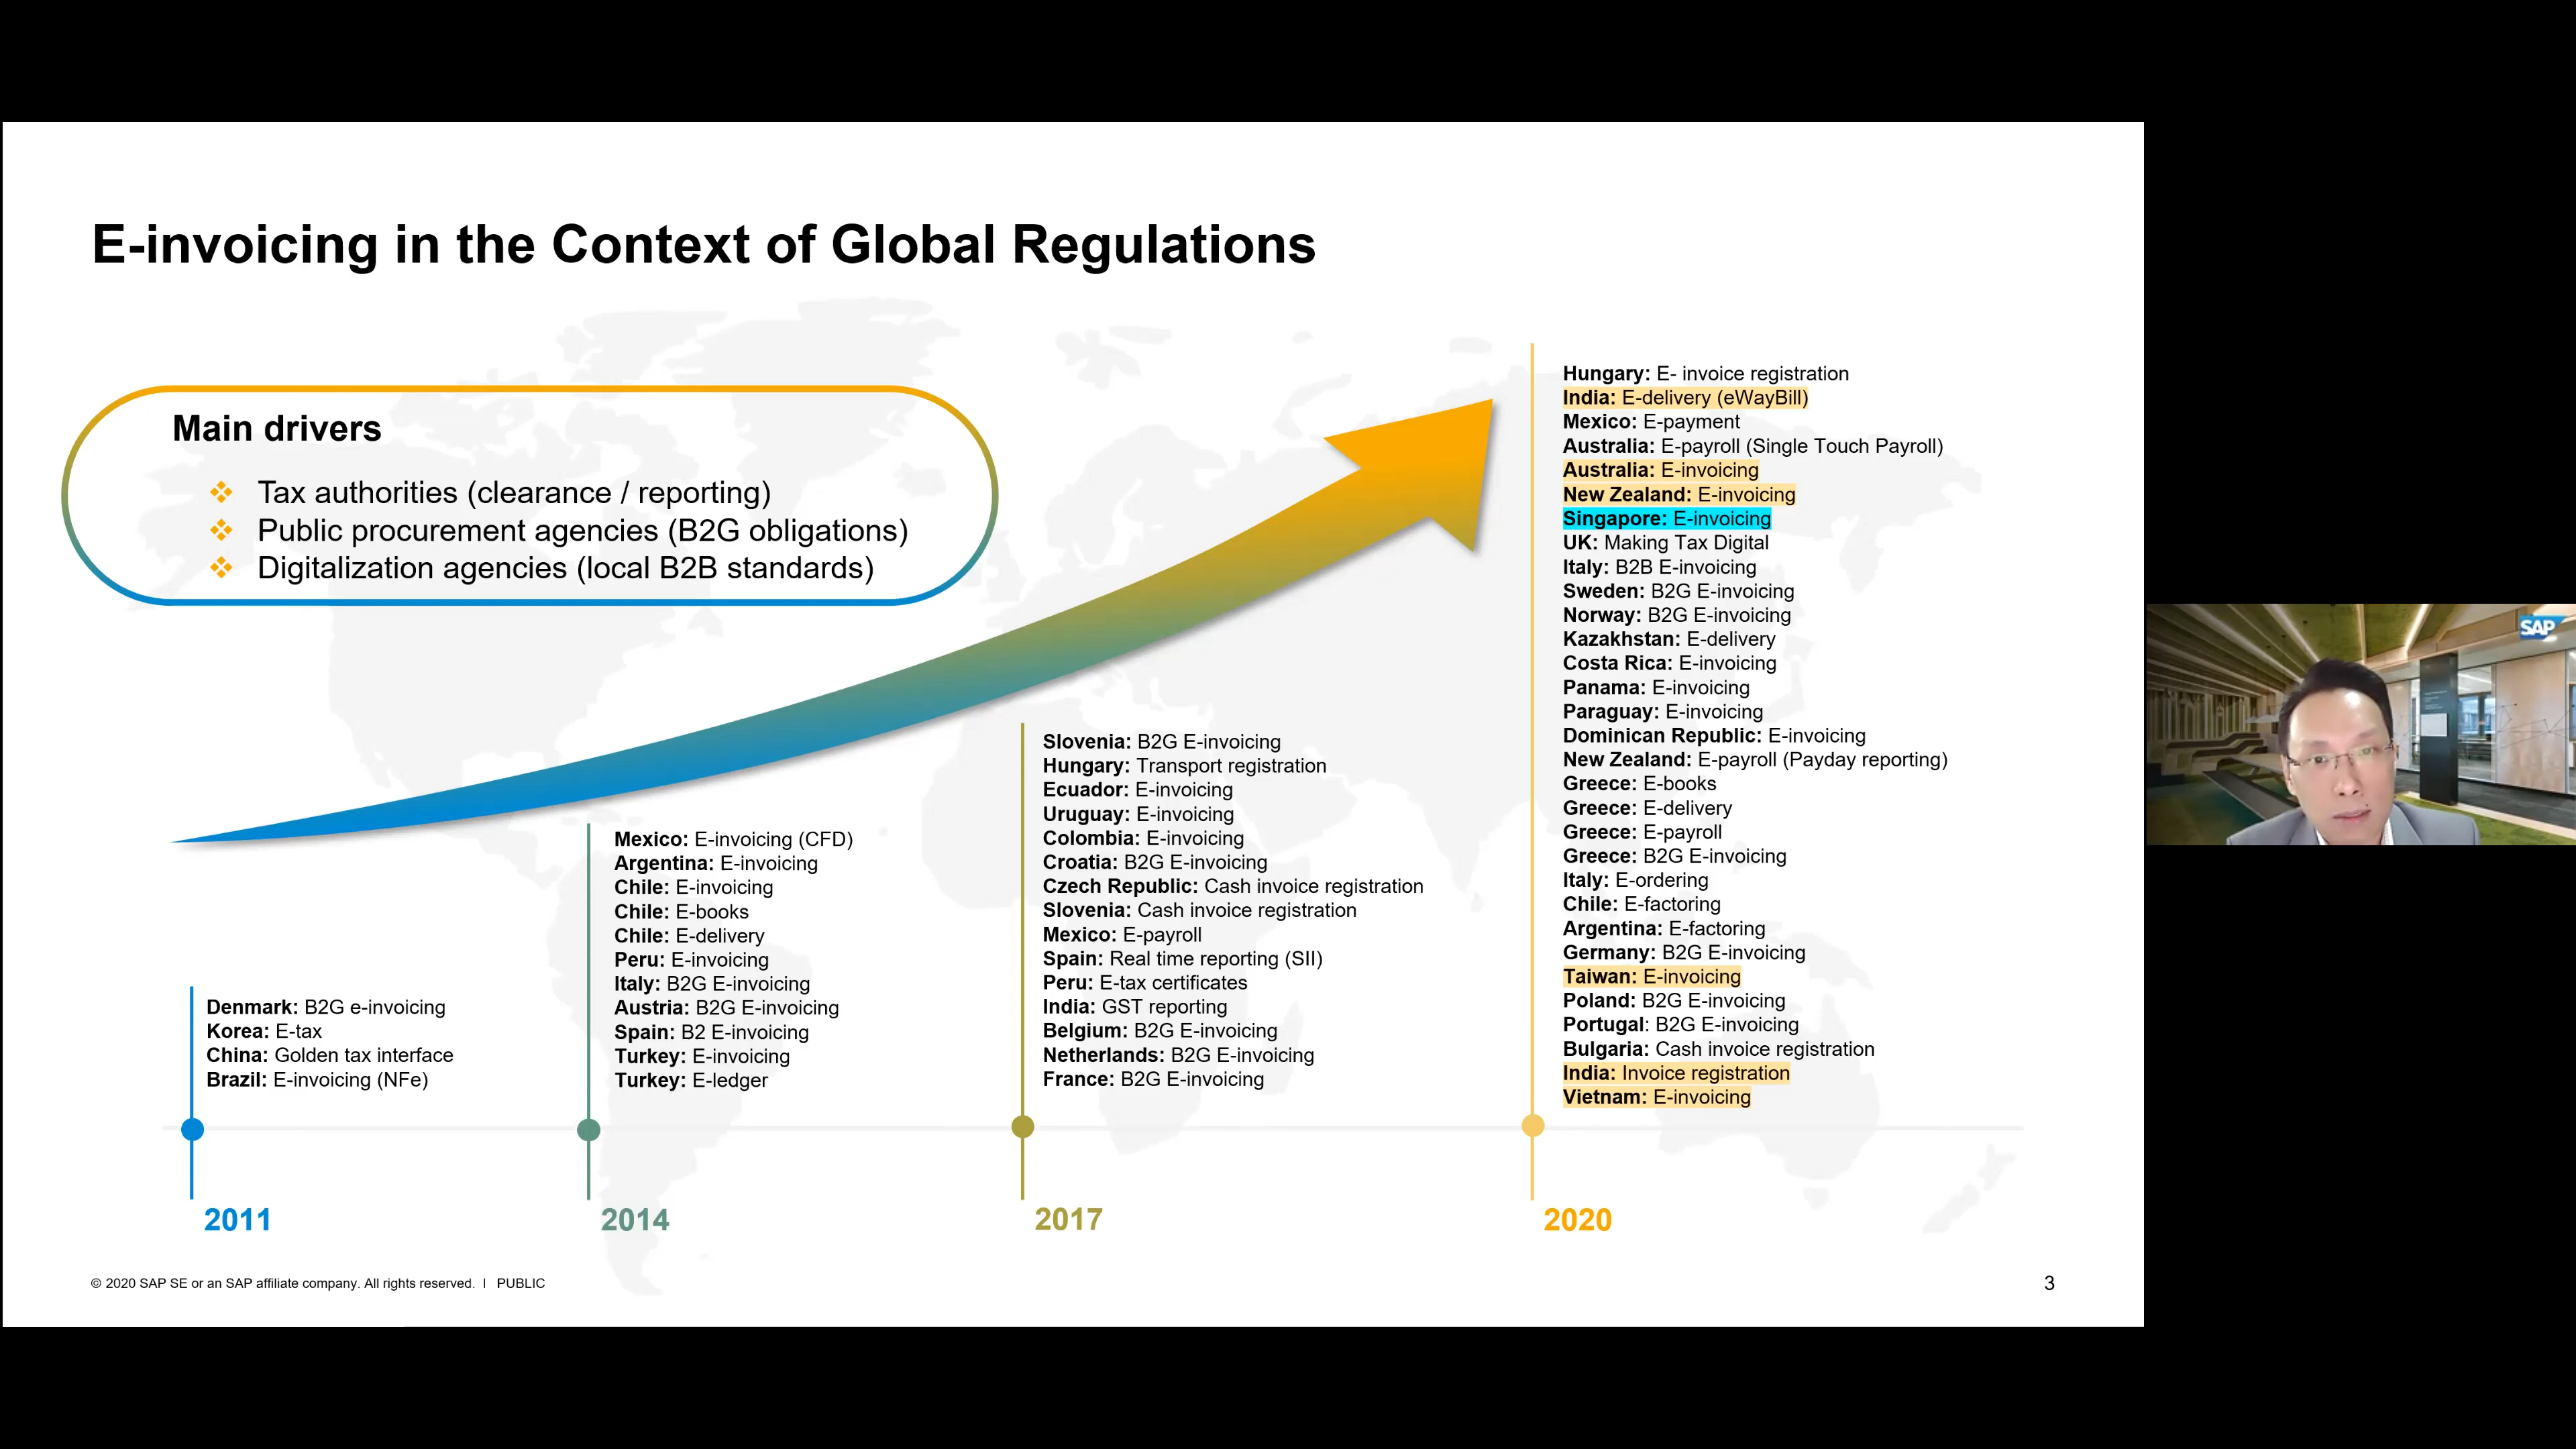 E-invoicing in the Context of Global Regulations
Main drivers
❖ Tax authorities (clearance / reporting)
❖ Public procurement agencies (B2G obligations)
❖ Digitalization agencies (local B2B standards)
Denmark: B2G e-invoicing
Korea: E-tax
China: Golden tax interface
Brazil: E-invoicing (NFe)
2011
Mexico: E-invoicing (CFD)
Argentina: E-invoicing
Chile: E-invoicing
Chile: E-books
Chile: E-delivery
Peru: E-invoicing
Italy: B2G E-invoicing
Austria: B2G E-invoicing
Spain: B2 E-invoicing
Turkey: E-invoicing
Turkey: E-ledger
2014
Slovenia: B2G E-invoicing
Hungary: Transport registration
Ecuador: E-invoicing
Uruguay: E-invoicing
Colombia: E-invoicing
Croatia: B2G E-invoicing
Czech Republic: Cash invoice registration
Slovenia: Cash invoice registration
Mexico: E-payroll
Spain: Real time reporting (SII)
Peru: E-tax certificates
India: GST reporting
Belgium: B2G E-invoicing
Netherlands: B2G E-invoicing
France: B2G E-invoicing
2017
Hungary: E- invoice registration
India: E-delivery (eWayBill)
Mexico: E-payment
Australia: E-payroll (Single Touch Payroll)
Australia: E-invoicing
New Zealand: E-invoicing
Singapore: E-invoicing
UK: Making Tax Digital
Italy: B2B E-invoicing
Sweden: B2G E-invoicing
Norway: B2G E-invoicing
Kazakhstan: E-delivery
Costa Rica: E-invoicing
Panama: E-invoicing
Paraguay: E-invoicing
Dominican Republic: E-invoicing
New Zealand: E-payroll (Payday reporting)
Greece: E-books
Greece: E-delivery
Greece: E-payroll
Greece: B2G E-invoicing
Italy: E-ordering
Chile: E-factoring
Argentina: E-factoring
Germany: B2G E-invoicing
Taiwan: E-invoicing
Poland: B2G E-invoicing
Portugal: B2G E-invoicing
Bulgaria: Cash invoice registration
India: Invoice registration
Vietnam: E-invoicing
2020
© 2020 SAP SE or an SAP affiliate company. All rights reserved. | PUBLIC
3
SAP